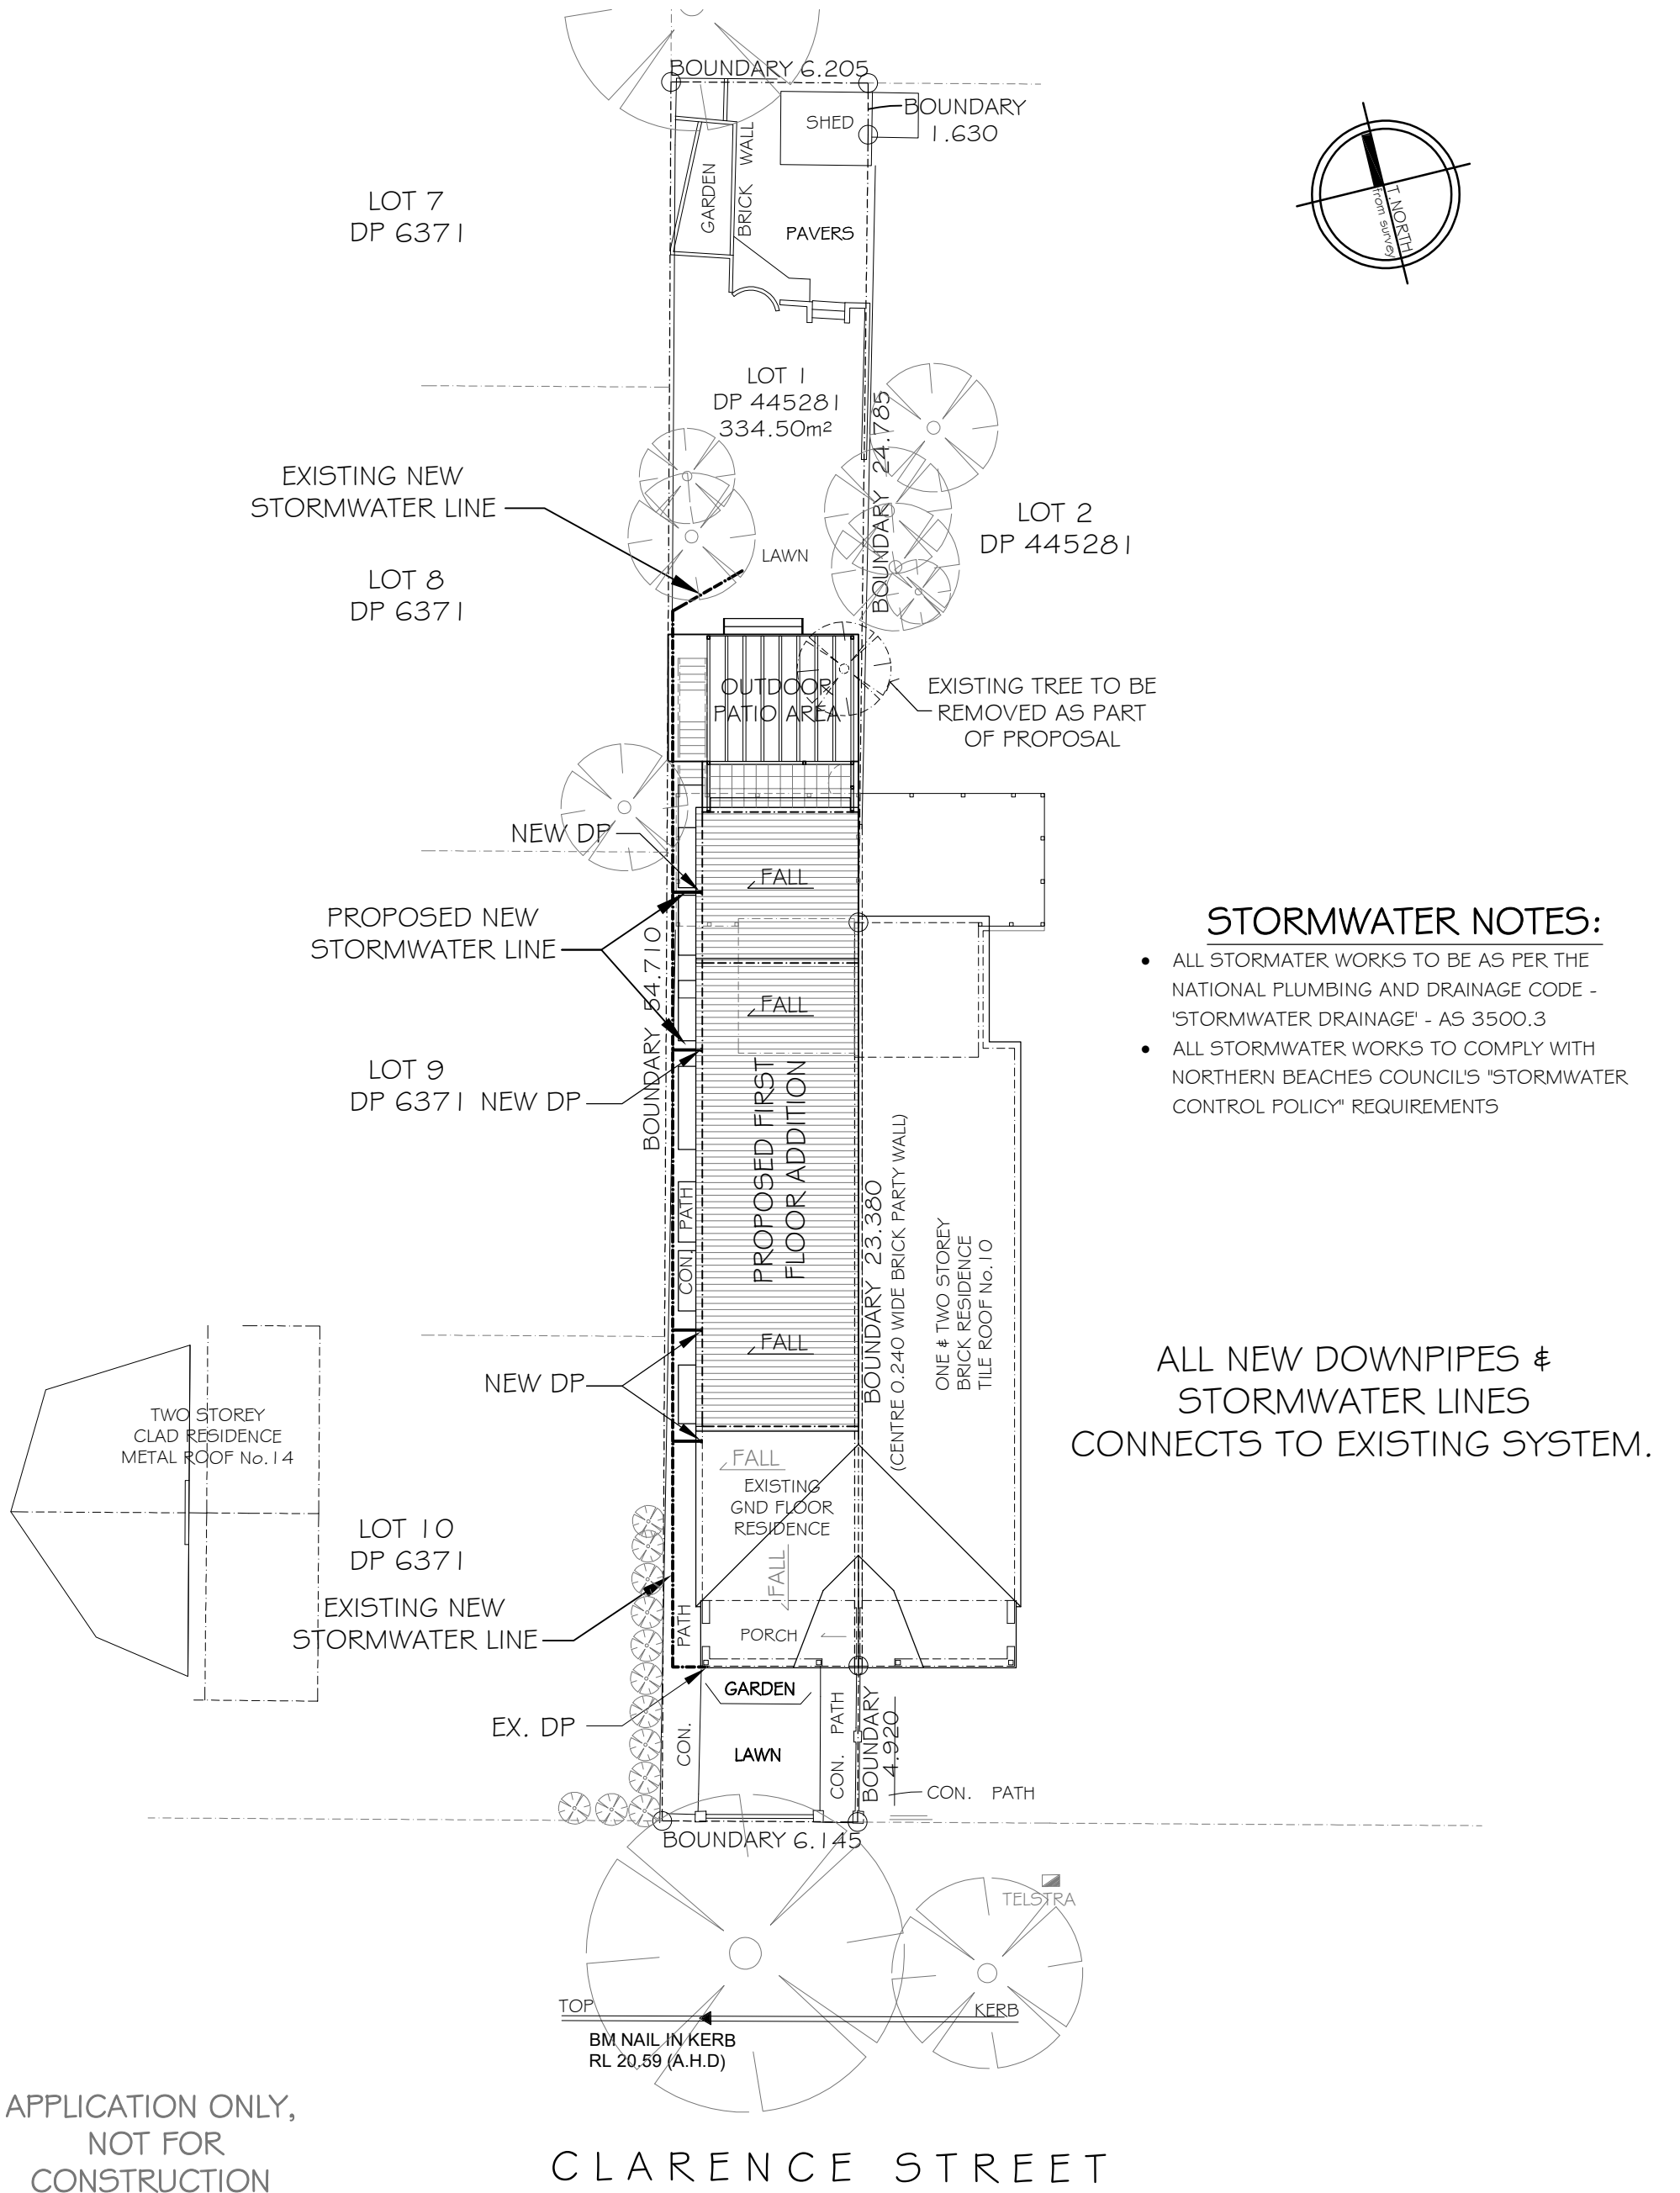 BOUNDARY 6.205
BOUNDARY
1.630
SHED
GARDEN
BRICK WALL
PAVERS
T.NORTH
from survey
LOT 7
DP 6371
LOT 1
DP 445281
334.50m²
BOUNDARY 24.785
EXISTING NEW
STORMWATER LINE
LOT 2
DP 445281
LAWN
LOT 8
DP 6371
OUTDOOR
PATIO AREA
EXISTING TREE TO BE
REMOVED AS PART
OF PROPOSAL
NEW DP
FALL
PROPOSED NEW
STORMWATER LINE
BOUNDARY 54.710
FALL
STORMWATER NOTES:
• ALL STORMATER WORKS TO BE AS PER THE
NATIONAL PLUMBING AND DRAINAGE CODE -
'STORMWATER DRAINAGE' - AS 3500.3
• ALL STORMWATER WORKS TO COMPLY WITH
NORTHERN BEACHES COUNCIL'S "STORMWATER
CONTROL POLICY" REQUIREMENTS
LOT 9
DP 6371
NEW DP
PROPOSED FIRST
FLOOR ADDITION
CON. PATH
BOUNDARY 23.380
(CENTRE 0.240 WIDE BRICK PARTY WALL)
ONE & TWO STOREY
BRICK RESIDENCE
TILE ROOF No.10
FALL
NEW DP
ALL NEW DOWNPIPES &
STORMWATER LINES
CONNECTS TO EXISTING SYSTEM.
TWO STOREY
CLAD RESIDENCE
METAL ROOF No.14
FALL
EXISTING
GND FLOOR
RESIDENCE
FALL
LOT 10
DP 6371
EXISTING NEW
STORMWATER LINE
PORCH
CON. PATH
GARDEN
EX. DP
LAWN
CON. PATH
BOUNDARY
4.920
CON. PATH
BOUNDARY 6.145
TELSTRA
TOP
KERB
BM NAIL IN KERB
RL 20.59 (A.H.D)
APPLICATION ONLY,
NOT FOR
CONSTRUCTION
CLARENCE STREET